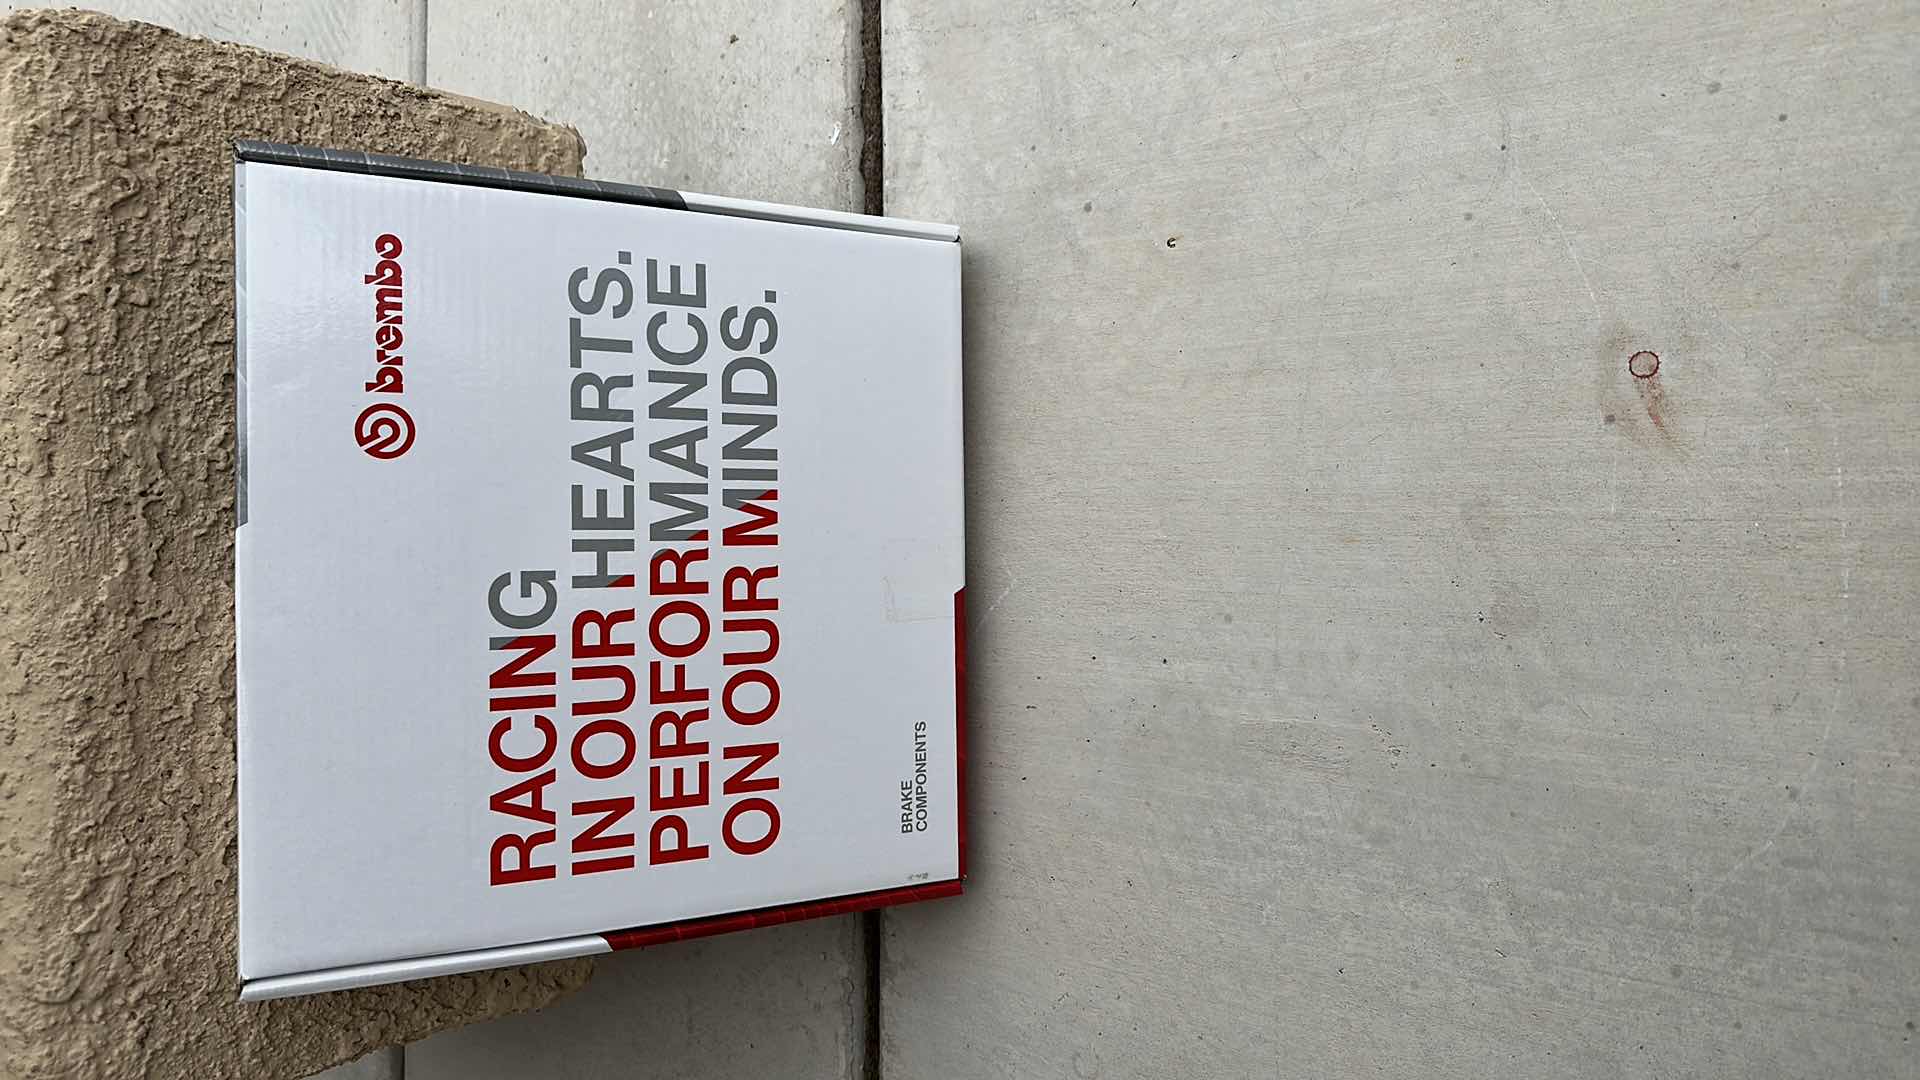 brembo
RACING
IN OUR HEARTS.
PERFORMANCE
ON OUR MINDS.
BRAKE
COMPONENTS